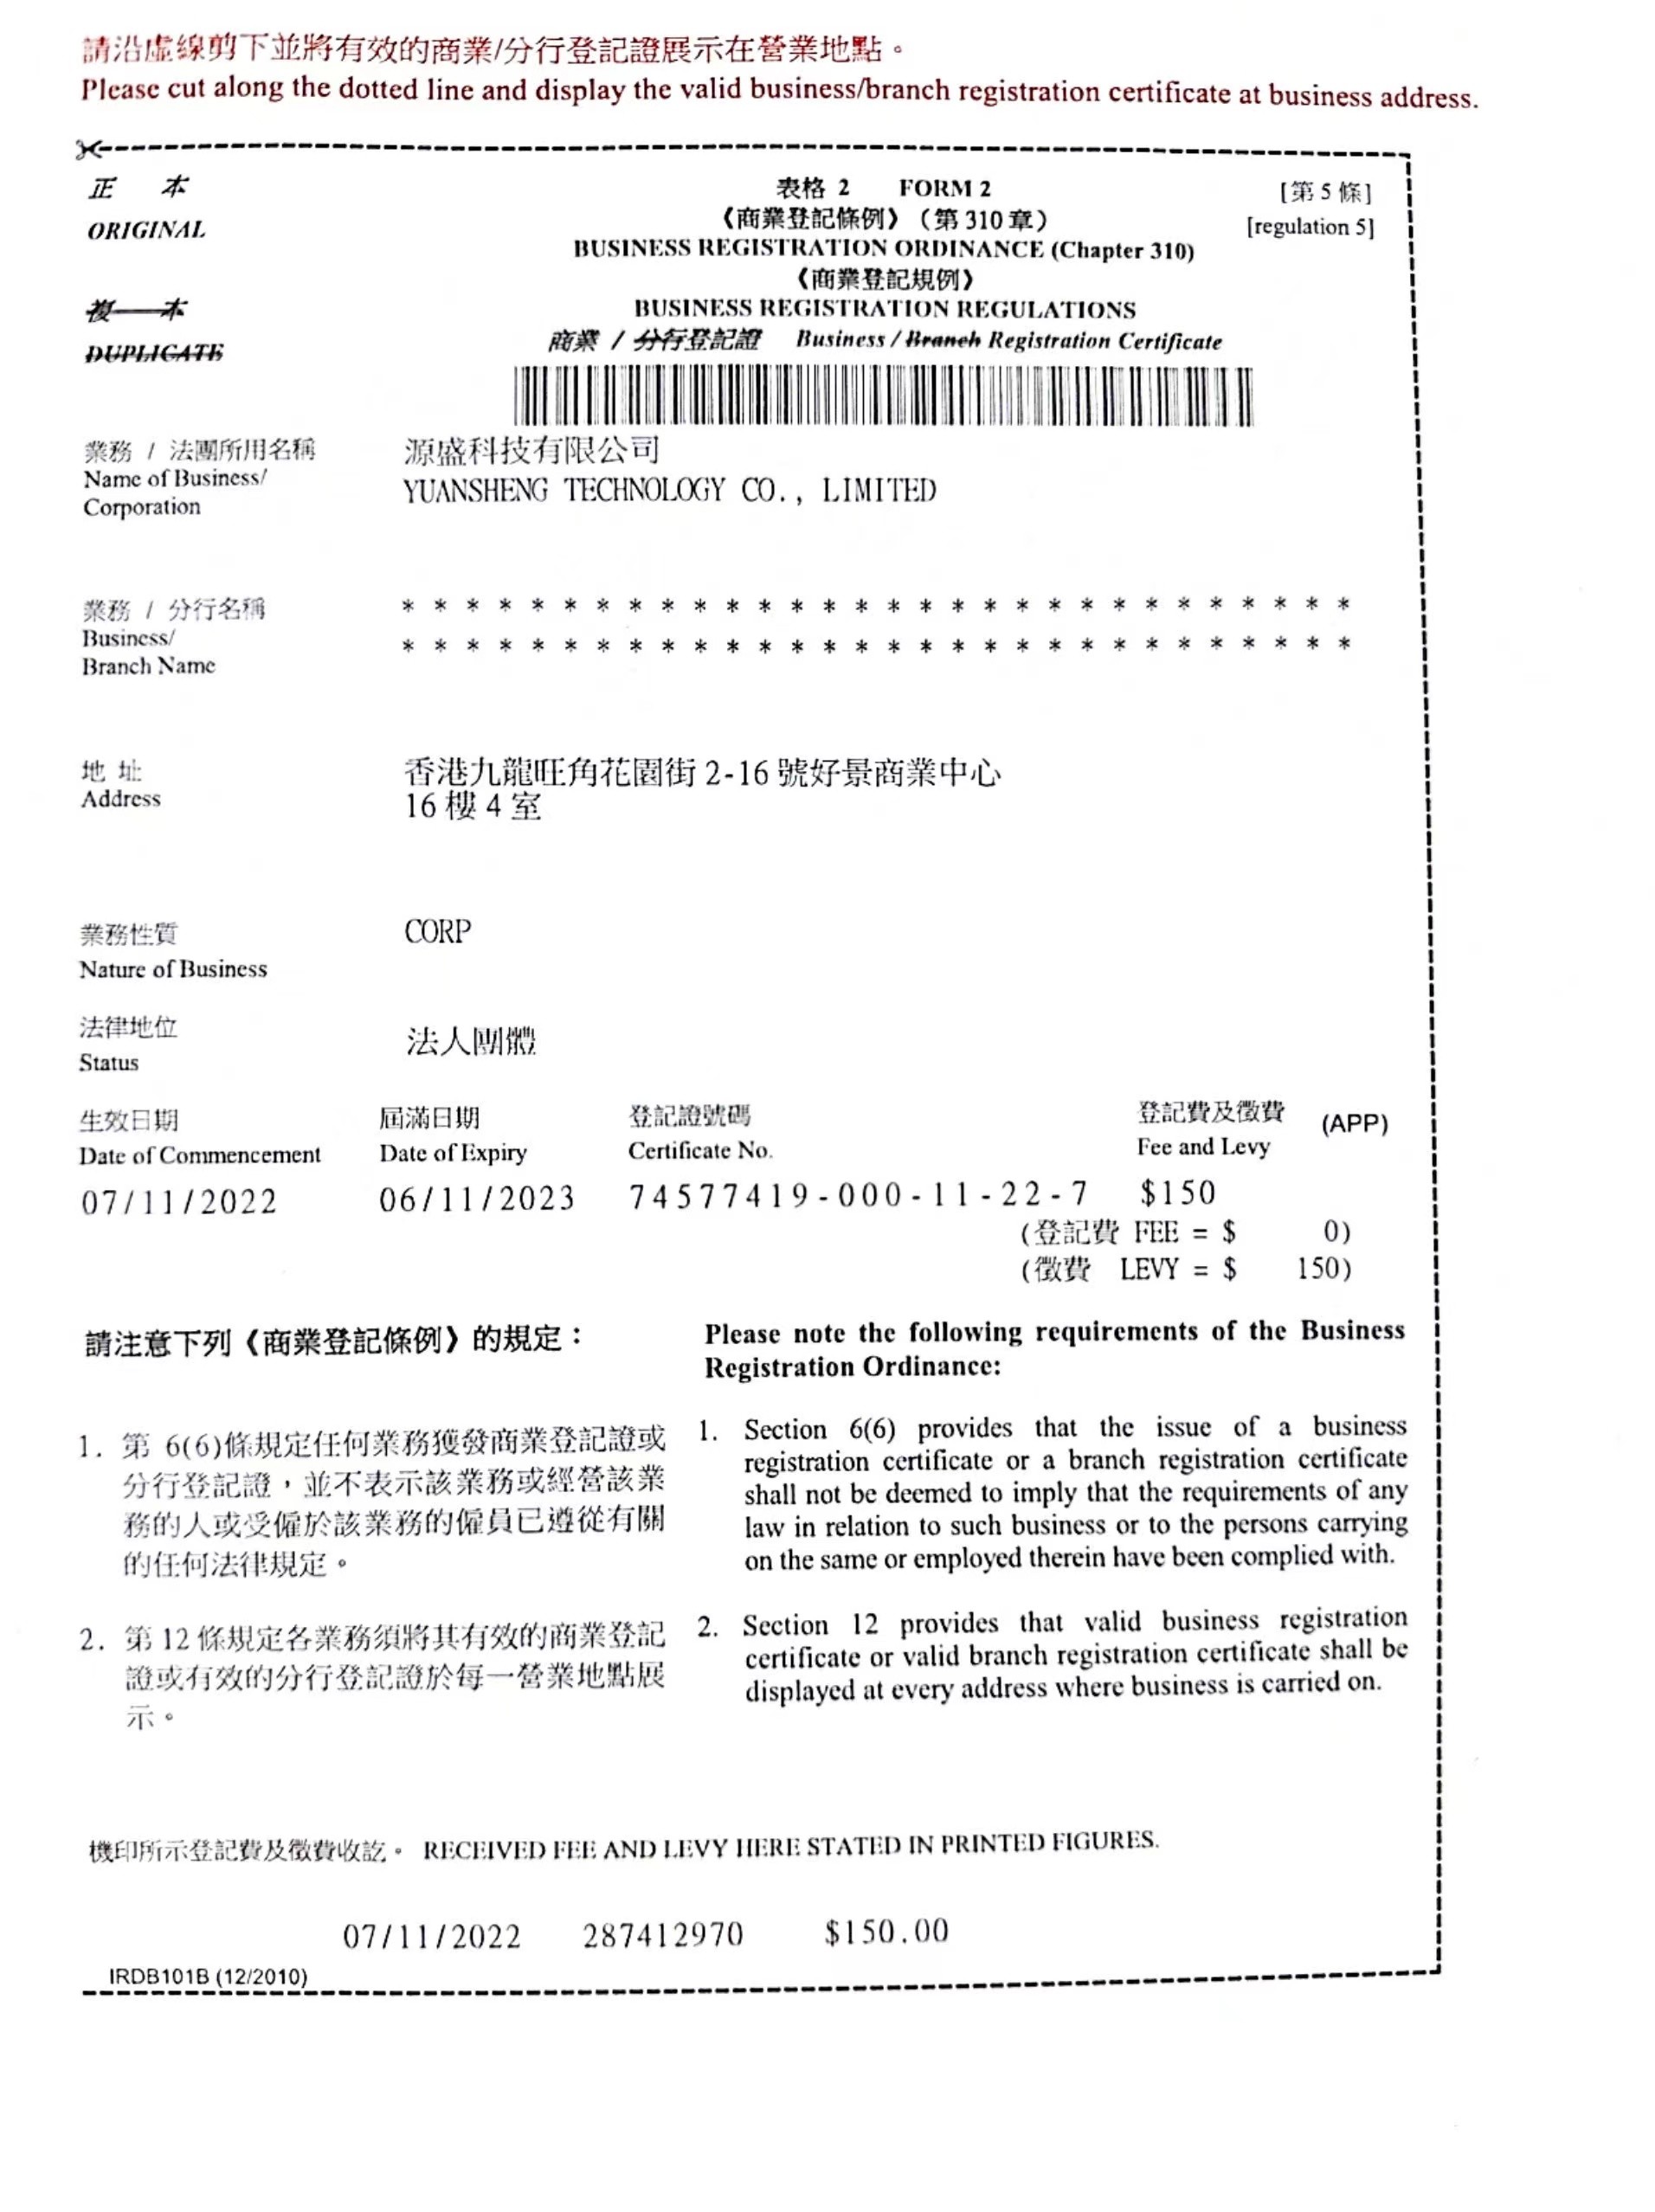 請沿虛線剪下並將有效的商業/分行登記證展示在營業地點。
Please cut along the dotted line and display the valid business/branch registration certificate at business address.
正 本
ORIGINAL
複 本
DUPLICATE
表格 2 FORM 2
[第 5 條]
《商業登記條例》(第 310 章)
[regulation 5]
BUSINESS REGISTRATION ORDINANCE (Chapter 310)
《商業登記規例》
BUSINESS REGISTRATION REGULATIONS
商業 / 分行登記證 Business / Branch Registration Certificate
業務 / 法團所用名稱
Name of Business/
Corporation
源盛科技有限公司
YUANSHENG TECHNOLOGY CO., LIMITED
業務 / 分行名稱
Business/
Branch Name
* * * * * * * * * * * * * * * * * * * * * * * * * * * * * *
* * * * * * * * * * * * * * * * * * * * * * * * * * * * * *
地 址
Address
香港九龍旺角花園街 2-16 號好景商業中心
16 樓 4 室
業務性質
Nature of Business
CORP
法律地位
Status
法人團體
生效日期 屆滿日期 登記證號碼 登記費及徵費 (APP)
Date of Commencement Date of Expiry Certificate No. Fee and Levy
07/11/2022 06/11/2023 74577419-000-11-22-7 $150
(登記費 FEE = $ 0)
(徵費 LEVY = $ 150)
請注意下列《商業登記條例》的規定:
1. 第 6(6)條規定任何業務獲發商業登記證或
分行登記證,並不表示該業務或經營該業
務的人或受僱於該業務的僱員已遵從有關
的任何法律規定。
2. 第 12 條規定各業務須將其有效的商業登記
證或有效的分行登記證於每一營業地點展
示。
Please note the following requirements of the Business
Registration Ordinance:
1. Section 6(6) provides that the issue of a business
registration certificate or a branch registration certificate
shall not be deemed to imply that the requirements of any
law in relation to such business or to the persons carrying
on the same or employed therein have been complied with.
2. Section 12 provides that valid business registration
certificate or valid branch registration certificate shall be
displayed at every address where business is carried on.
機印所示登記費及徵費收訖。 RECEIVED FEE AND LEVY HERE STATED IN PRINTED FIGURES.
07/11/2022 287412970 $150.00
IRDB101B (12/2010)